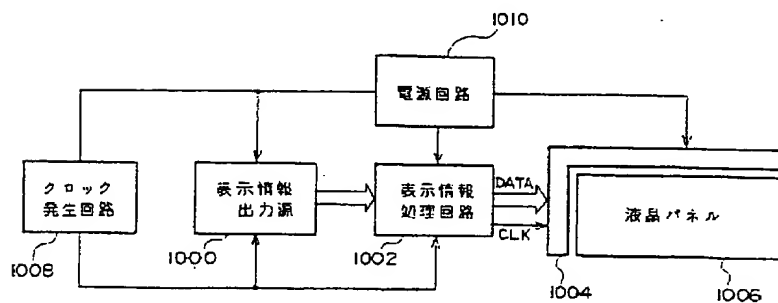 1010
電源回路
クロック
発生回路
表示情報
出力源
表示情報
処理回路
DATA
CLK
液晶パネル
1008
1000
1002
1004
1006